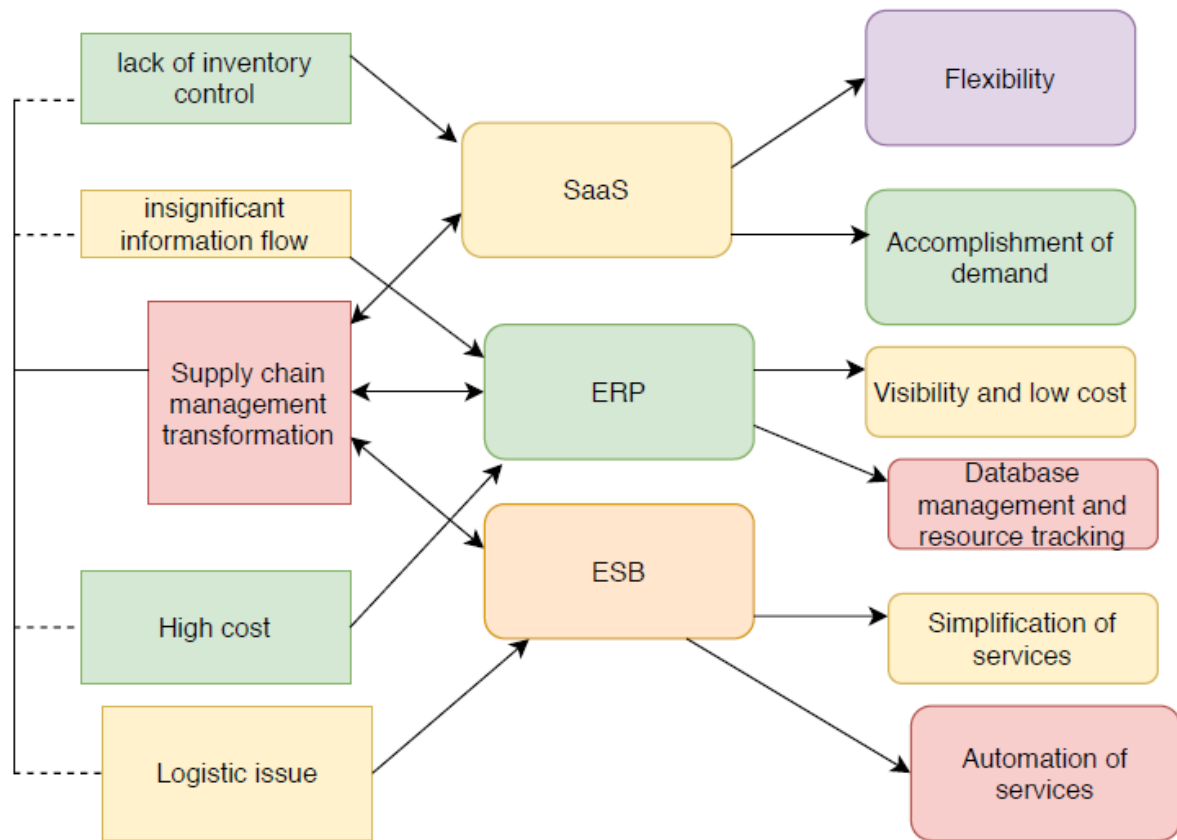 lack of inventory
control
insignificant
information flow
Supply chain
management
transformation
High cost
Logistic issue
SaaS
ERP
ESB
Flexibility
Accomplishment of
demand
Visibility and low cost
Database
management and
resource tracking
Simplification of
services
Automation of
services